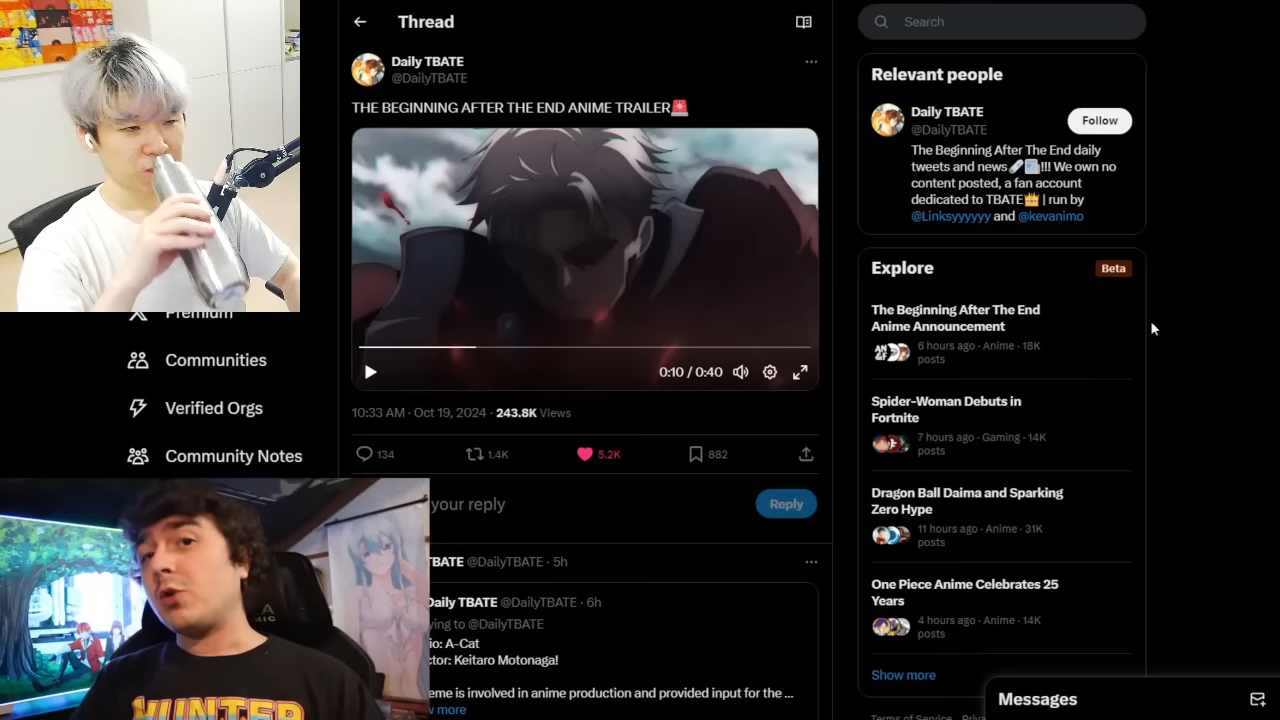 Thread
Daily TBATE
@DailyTBATE
THE BEGINNING AFTER THE END ANIME TRAILER🚨
0:10 / 0:40
10:33 AM · Oct 19, 2024 · 243.8K Views
134
1.4K
5.2K
882
your reply
Reply
TBATE @DailyTBATE · 5h
Daily TBATE @DailyTBATE · 6h
ying to @DailyTBATE
io: A-Cat
ctor: Keitaro Motonaga!
eme is involved in anime production and provided input for the ...
w more
Premium
Communities
Verified Orgs
Community Notes
HUNTER
Search
Relevant people
Daily TBATE
@DailyTBATE
Follow
The Beginning After The End daily
tweets and news🗞️📰!!! We own no
content posted, a fan account
dedicated to TBATE👑 | run by
@Linksyyyyyy and @kevanimo
Explore
Beta
The Beginning After The End
Anime Announcement
6 hours ago · Anime · 18K
posts
Spider-Woman Debuts in
Fortnite
7 hours ago · Gaming · 14K
posts
Dragon Ball Daima and Sparking
Zero Hype
11 hours ago · Anime · 31K
posts
One Piece Anime Celebrates 25
Years
4 hours ago · Anime · 14K
posts
Show more
Messages